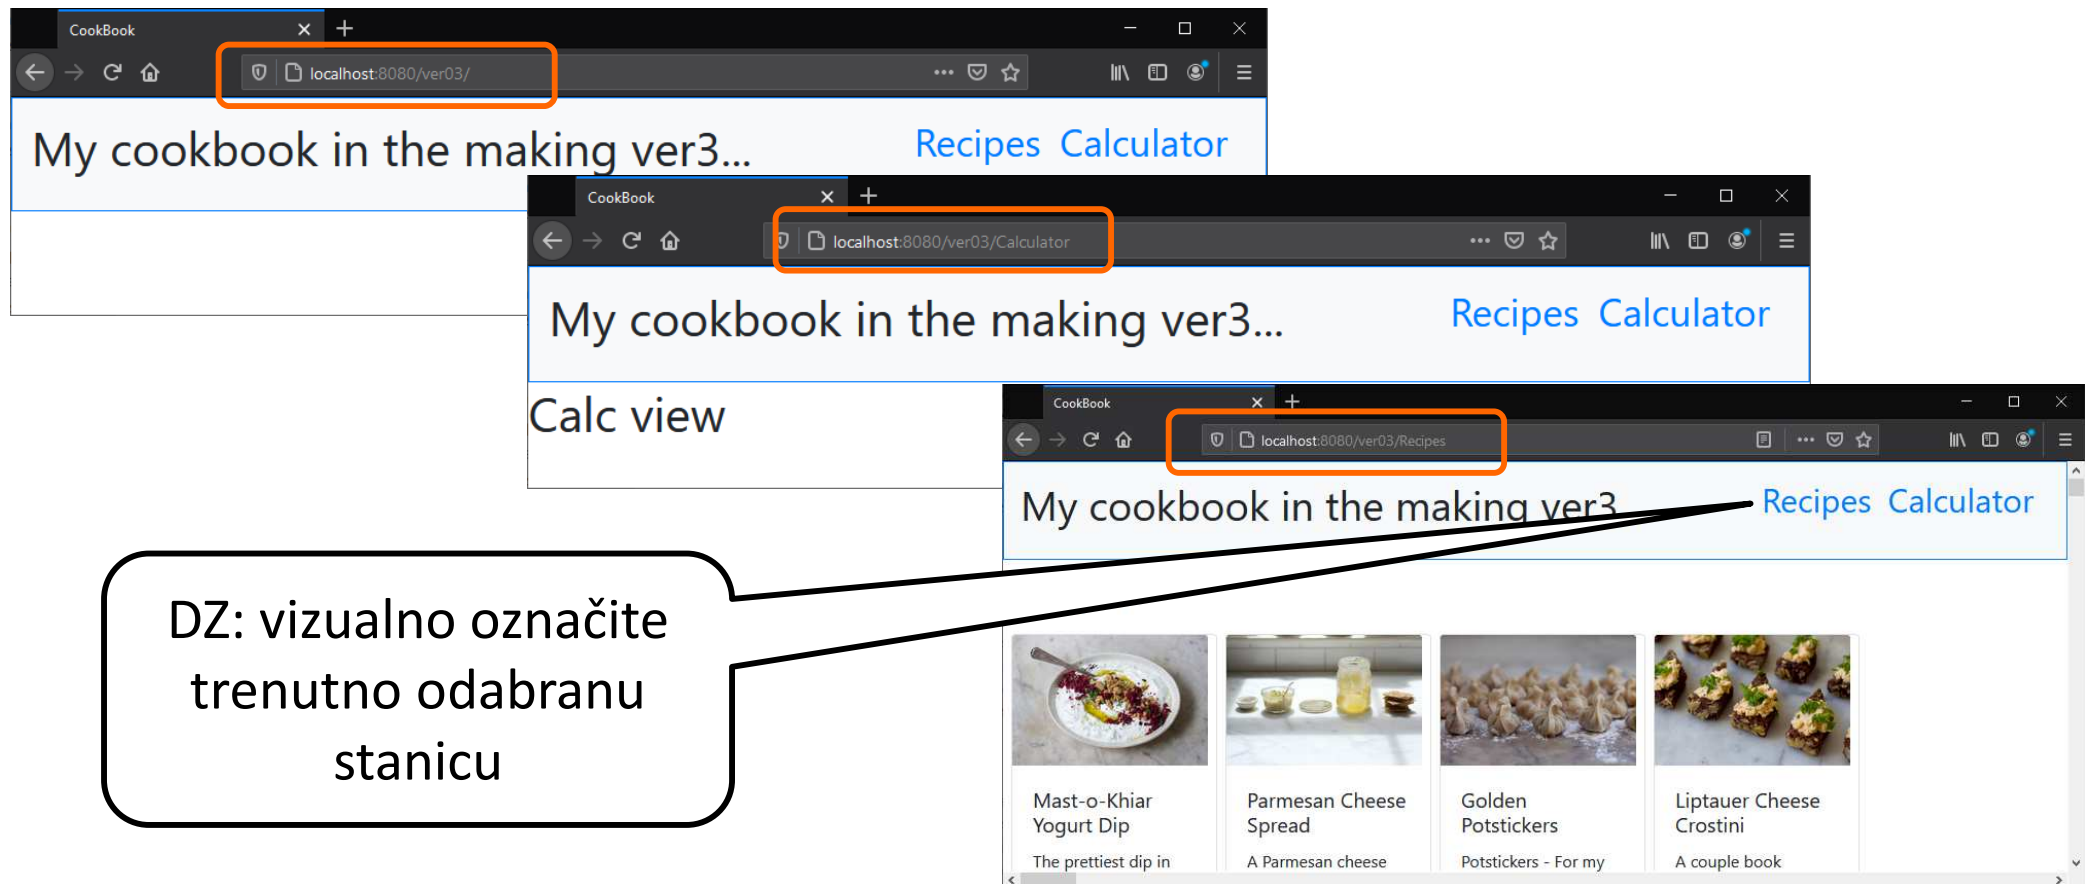 CookBook
localhost:8080/ver03/
My cookbook in the making ver3...
Recipes Calculator
CookBook
localhost:8080/ver03/Calculator
My cookbook in the making ver3...
Recipes Calculator
Calc view
CookBook
localhost:8080/ver03/Recipes
My cookbook in the making ver3
Recipes Calculator
DZ: vizualno označite
trenutno odabranu
stanicu
Mast-o-Khiar
Yogurt Dip
The prettiest dip in
Parmesan Cheese
Spread
A Parmesan cheese
Golden
Potstickers
Potstickers - For my
Liptauer Cheese
Crostini
A couple book